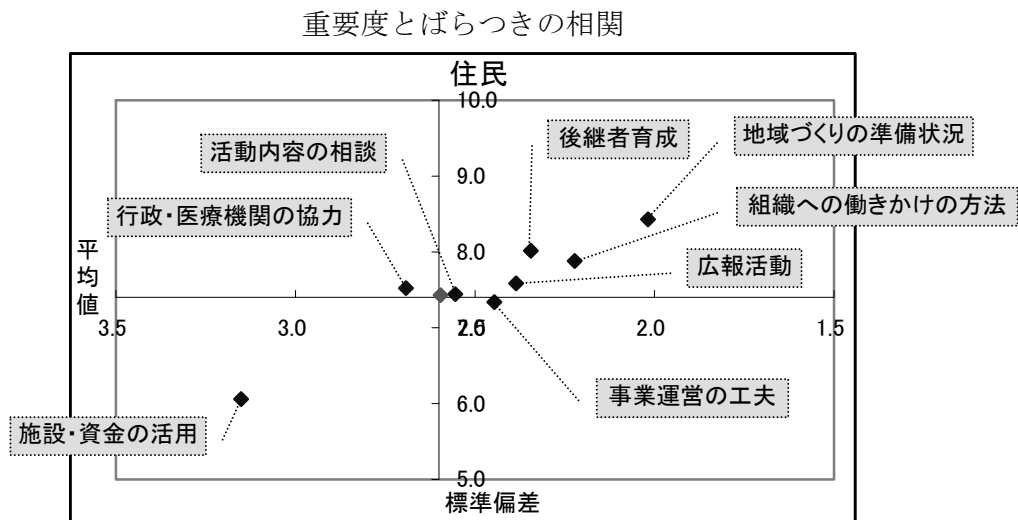 重要度とばらつきの相関
住民
10.0
活動内容の相談
後継者育成
地域づくりの準備状況
9.0
行政・医療機関の協力
組織への働きかけの方法
8.0
広報活動
平均値
3.5
3.0
2.0
1.5
事業運営の工夫
6.0
施設・資金の活用
5.0
標準偏差